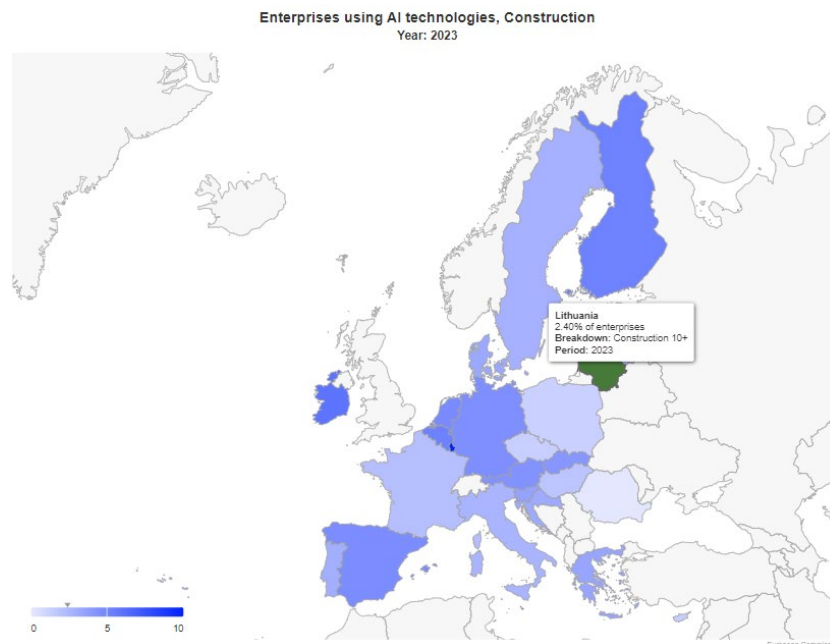 Enterprises using AI technologies, Construction
Year: 2023
Lithuania
2.40% of enterprises
Breakdown: Construction 10+
Period: 2023
0
5
10